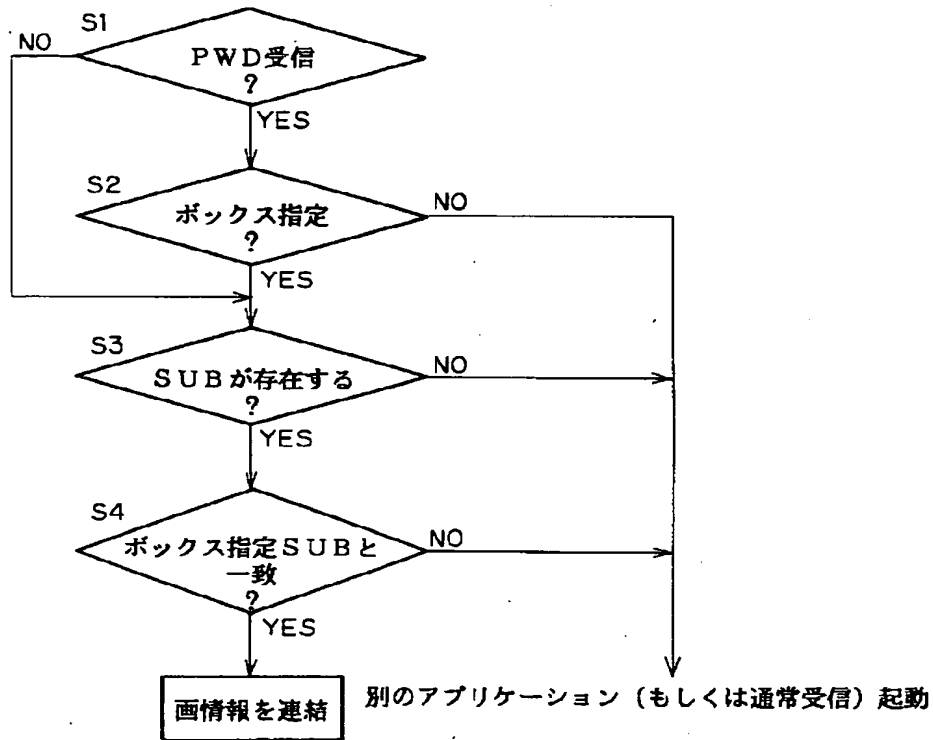 S1
NO
ＰＷＤ受信
?
YES
S2
NO
ボックス指定
?
YES
S3
NO
ＳＵＢが存在する
?
YES
S4
NO
ボックス指定ＳＵＢと
一致
?
YES
画情報を連結
別のアプリケーション（もしくは通常受信）起動